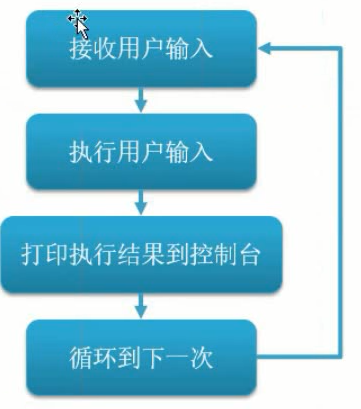 接收用户输入
执行用户输入
打印执行结果到控制台
循环到下一次